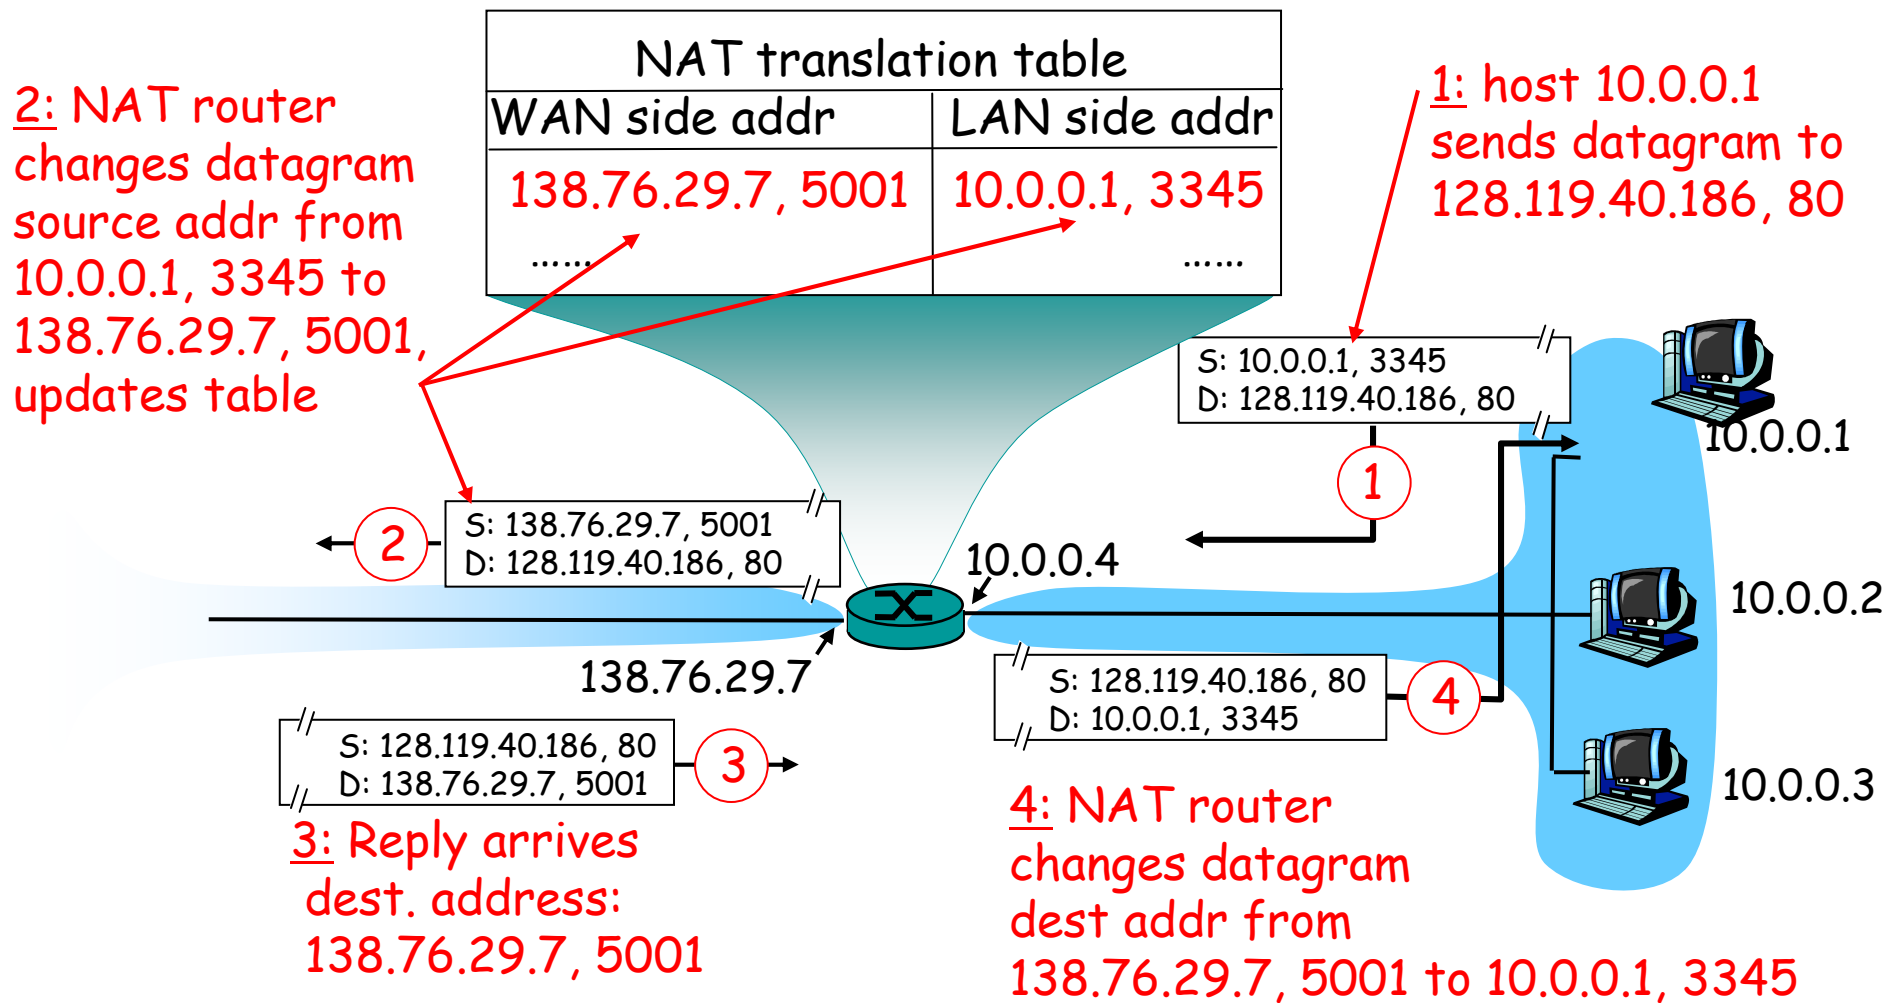 NAT translation table
WAN side addr LAN side addr
138.76.29.7, 5001 10.0.0.1, 3345
...... ......
2: NAT router
changes datagram
source addr from
10.0.0.1, 3345 to
138.76.29.7, 5001,
updates table
1: host 10.0.0.1
sends datagram to
128.119.40.186, 80
S: 10.0.0.1, 3345
D: 128.119.40.186, 80
1
10.0.0.1
S: 138.76.29.7, 5001
D: 128.119.40.186, 80
2
10.0.0.4
10.0.0.2
138.76.29.7
S: 128.119.40.186, 80
D: 10.0.0.1, 3345
4
S: 128.119.40.186, 80
D: 138.76.29.7, 5001
3
10.0.0.3
3: Reply arrives
dest. address:
138.76.29.7, 5001
4: NAT router
changes datagram
dest addr from
138.76.29.7, 5001 to 10.0.0.1, 3345